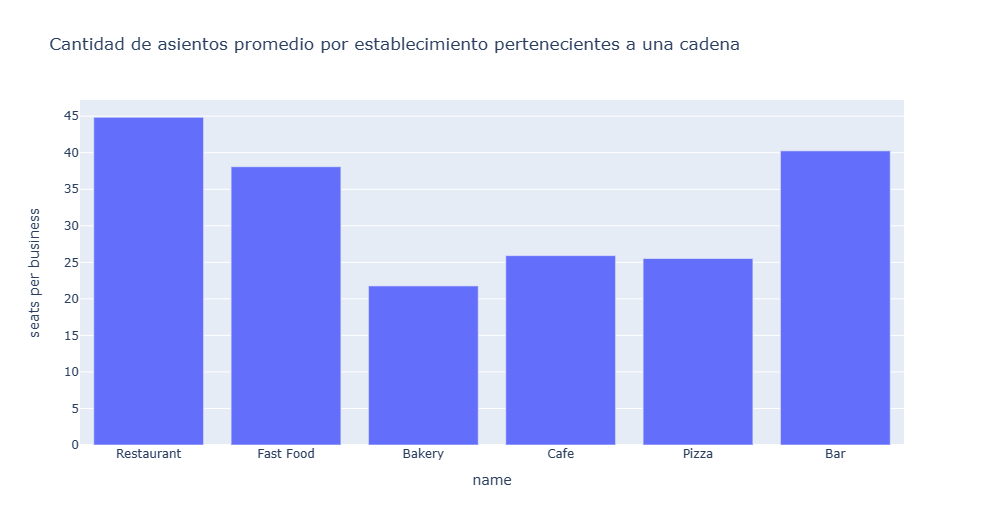 Cantidad de asientos promedio por establecimiento pertenecientes a una cadena
seats per business
45
40
35
30
25
20
15
10
5
0
Restaurant Fast Food Bakery Cafe Pizza Bar
name